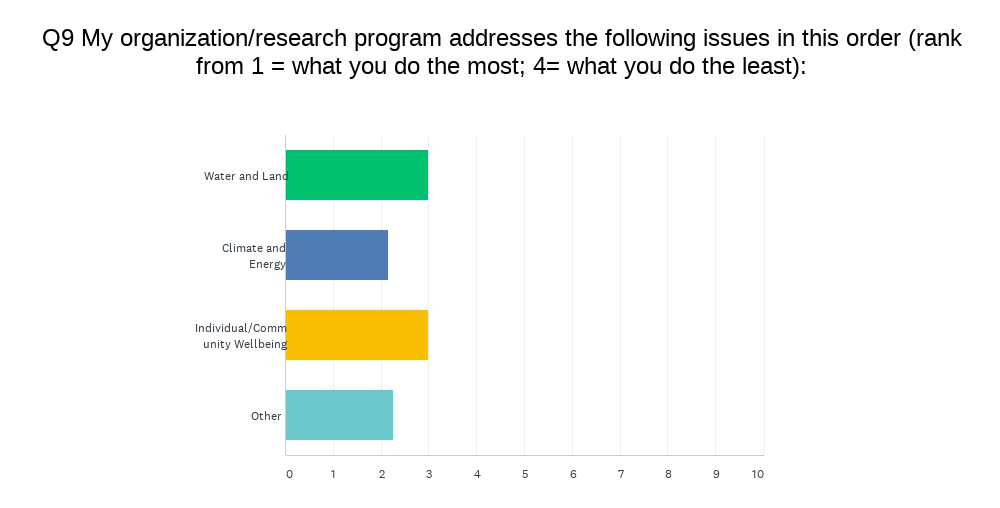 Q9 My organization/research program addresses the following issues in this order (rank
from 1 = what you do the most; 4= what you do the least):
Water and Land
Climate and
Energy
Individual/Comm
unity Wellbeing
Other
0 1 2 3 4 5 6 7 8 9 10